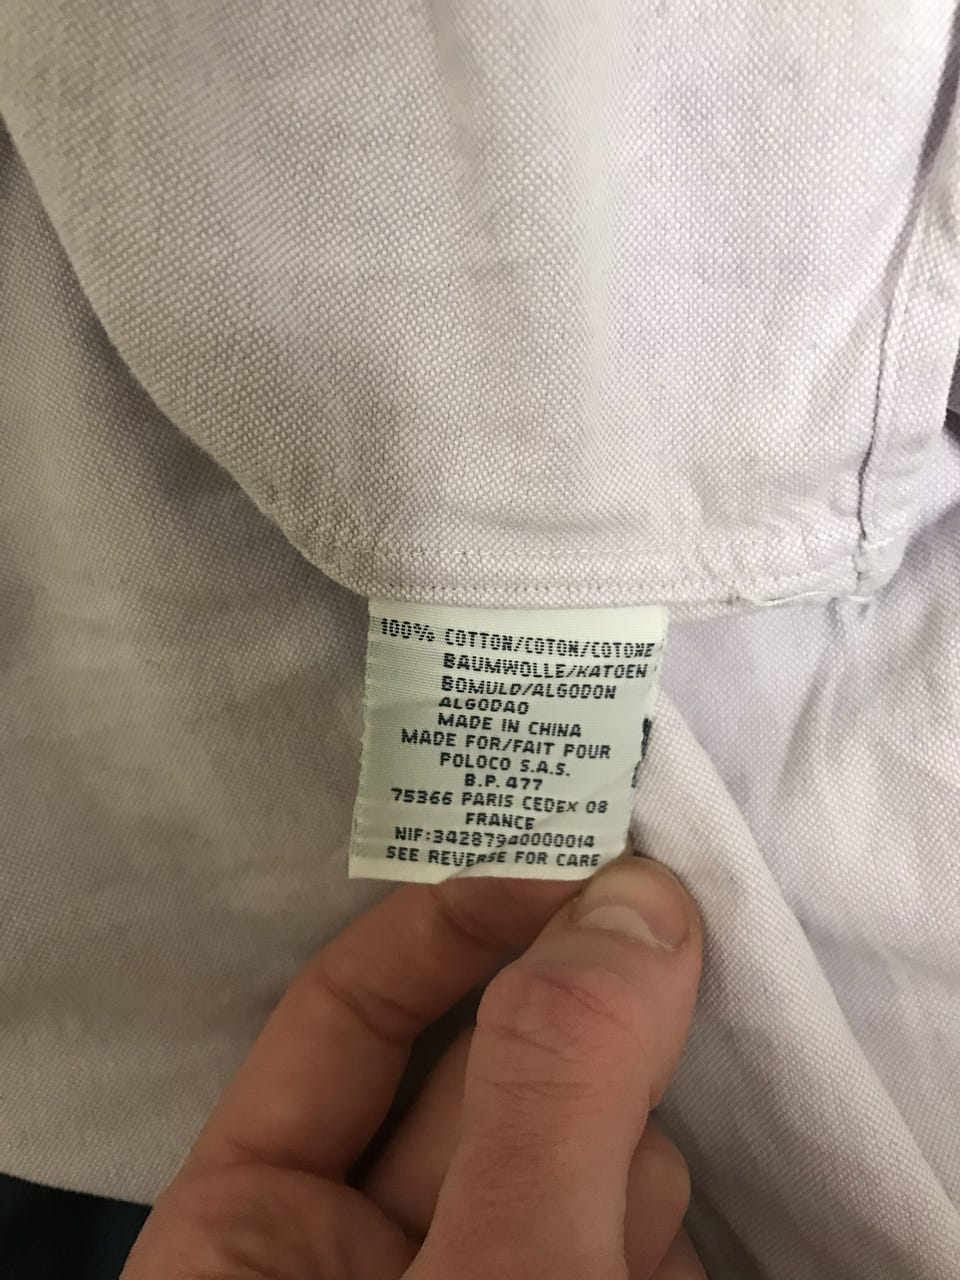 100% COTTON/COTON/COTONE
BAUMWOLLE/KATOEN
BOMULD/ALGODON
ALGODAO
MADE IN CHINA
MADE FOR/FAIT POUR
POLOCO S.A.S.
B.P. 477
75366 PARIS CEDEX 08
FRANCE
NIF:34287940000014
SEE REVERSE FOR CARE